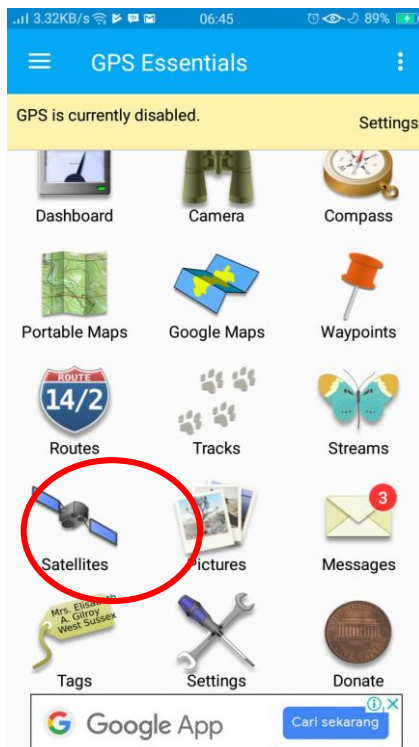 3.32KB/s 06:45 89%
GPS Essentials
GPS is currently disabled. Settings
Dashboard Camera Compass
Portable Maps Google Maps Waypoints
ROUTE
14/2
Routes Tracks Streams
3
Satellites Pictures Messages
Mrs. Elisabeth
A. Gilroy
West Sussex
Tags Settings Donate
G Google App Cari sekarang